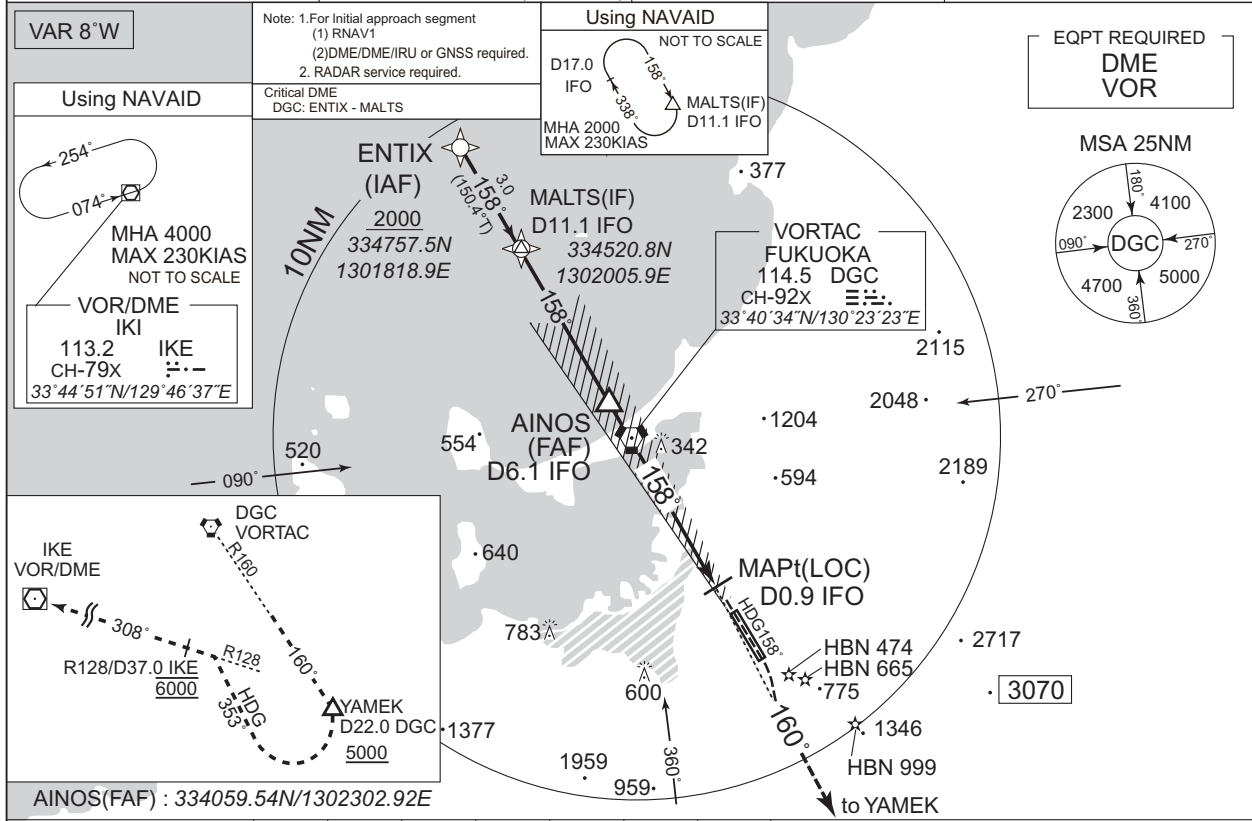 VAR 8°W
Note: 1.For Initial approach segment
(1) RNAV1
(2)DME/DME/IRU or GNSS required.
2. RADAR service required.
Critical DME
DGC: ENTIX - MALTS
Using NAVAID
NOT TO SCALE
D17.0
IFO
158°
338°
MALTS(IF)
D11.1 IFO
MHA 2000
MAX 230KIAS
EQPT REQUIRED
DME
VOR
Using NAVAID
254°
074°
MHA 4000
MAX 230KIAS
NOT TO SCALE
VOR/DME
IKI
113.2 IKE
CH-79X
33°44′51″N/129°46′37″E
MSA 25NM
180°
2300
4100
090°
DGC
270°
4700
5000
360°
10NM
ENTIX
(IAF)
2000
334757.5N
1301818.9E
3.0
158°
(150.4°T)
MALTS(IF)
D11.1 IFO
334520.8N
1302005.9E
377
VORTAC
FUKUOKA
114.5 DGC
CH-92X
33°40′34″N/130°23′23″E
158°
2115
2048
270°
AINOS
(FAF)
D6.1 IFO
554
342
1204
520
090°
594
2189
158°
640
MAPt(LOC)
D0.9 IFO
HDG158°
783
600
HBN 474
HBN 665
775
2717
3070
1346
HBN 999
160°
to YAMEK
360°
1377
1959
959
DGC
VORTAC
R160
IKE
VOR/DME
308°
R128
R128/D37.0 IKE
6000
160°
HDG
353°
YAMEK
D22.0 DGC
5000
AINOS(FAF) : 334059.54N/1302302.92E